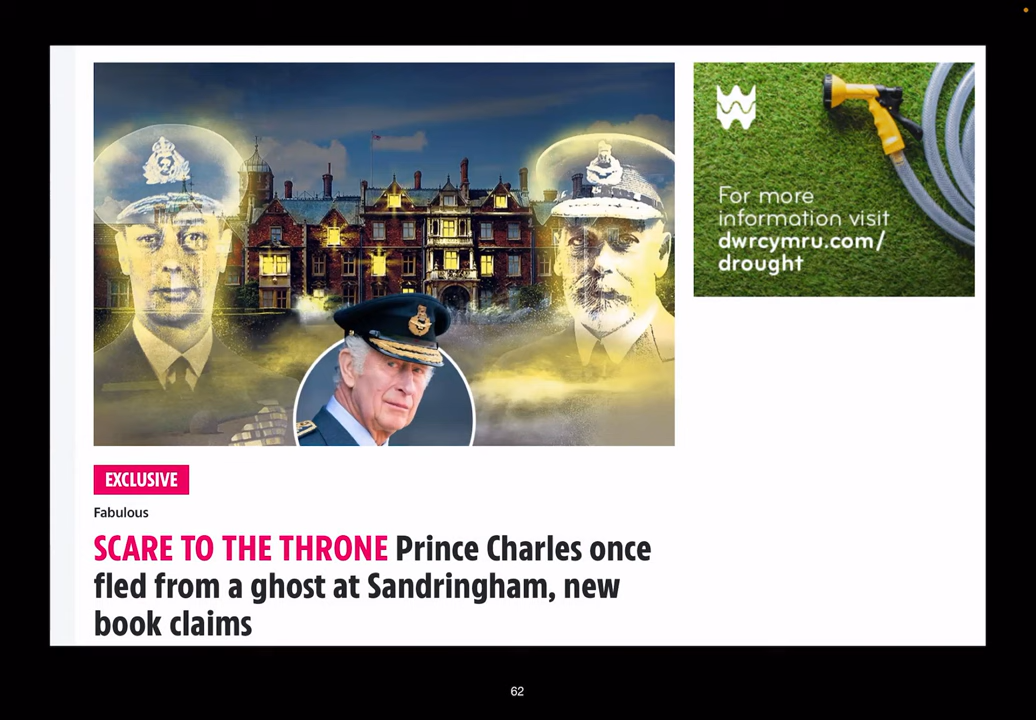 For more
information visit
dwrcymru.com/
drought
EXCLUSIVE
Fabulous
SCARE TO THE THRONE Prince Charles once
fled from a ghost at Sandringham, new
book claims
62